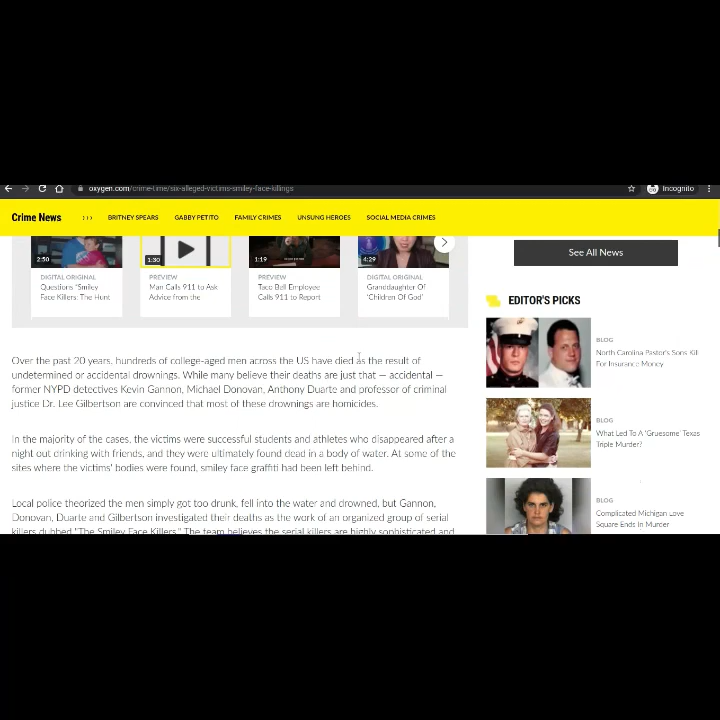 oxygen.com/crime-time/six-alleged-victims-smiley-face-killings
Incognito
Crime News
BRITNEY SPEARS
GABBY PETITO
FAMILY CRIMES
UNSUNG HEROES
SOCIAL MEDIA CRIMES
2:50
1:30
1:19
4:29
DIGITAL ORIGINAL
Questions 'Smiley
Face Killers: The Hunt
PREVIEW
Man Calls 911 to Ask
Advice from the
PREVIEW
Taco Bell Employee
Calls 911 to Report
DIGITAL ORIGINAL
Granddaughter Of
'Children Of God'
Over the past 20 years, hundreds of college-aged men across the US have died as the result of
undetermined or accidental drownings. While many believe their deaths are just that — accidental —
former NYPD detectives Kevin Gannon, Michael Donovan, Anthony Duarte and professor of criminal
justice Dr. Lee Gilbertson are convinced that most of these drownings are homicides.
In the majority of the cases, the victims were successful students and athletes who disappeared after a
night out drinking with friends, and they were ultimately found dead in a body of water. At some of the
sites where the victims' bodies were found, smiley face graffiti had been left behind.
Local police theorized the men simply got too drunk, fell into the water and drowned, but Gannon,
Donovan, Duarte and Gilbertson investigated their deaths as the work of an organized group of serial
killers dubbed "The Smiley Face Killers." The team believes the serial killers are highly sophisticated and
See All News
EDITOR'S PICKS
BLOG
North Carolina Pastor's Sons Kill
For Insurance Money
BLOG
What Led To A 'Gruesome' Texas
Triple Murder?
BLOG
Complicated Michigan Love
Square Ends In Murder